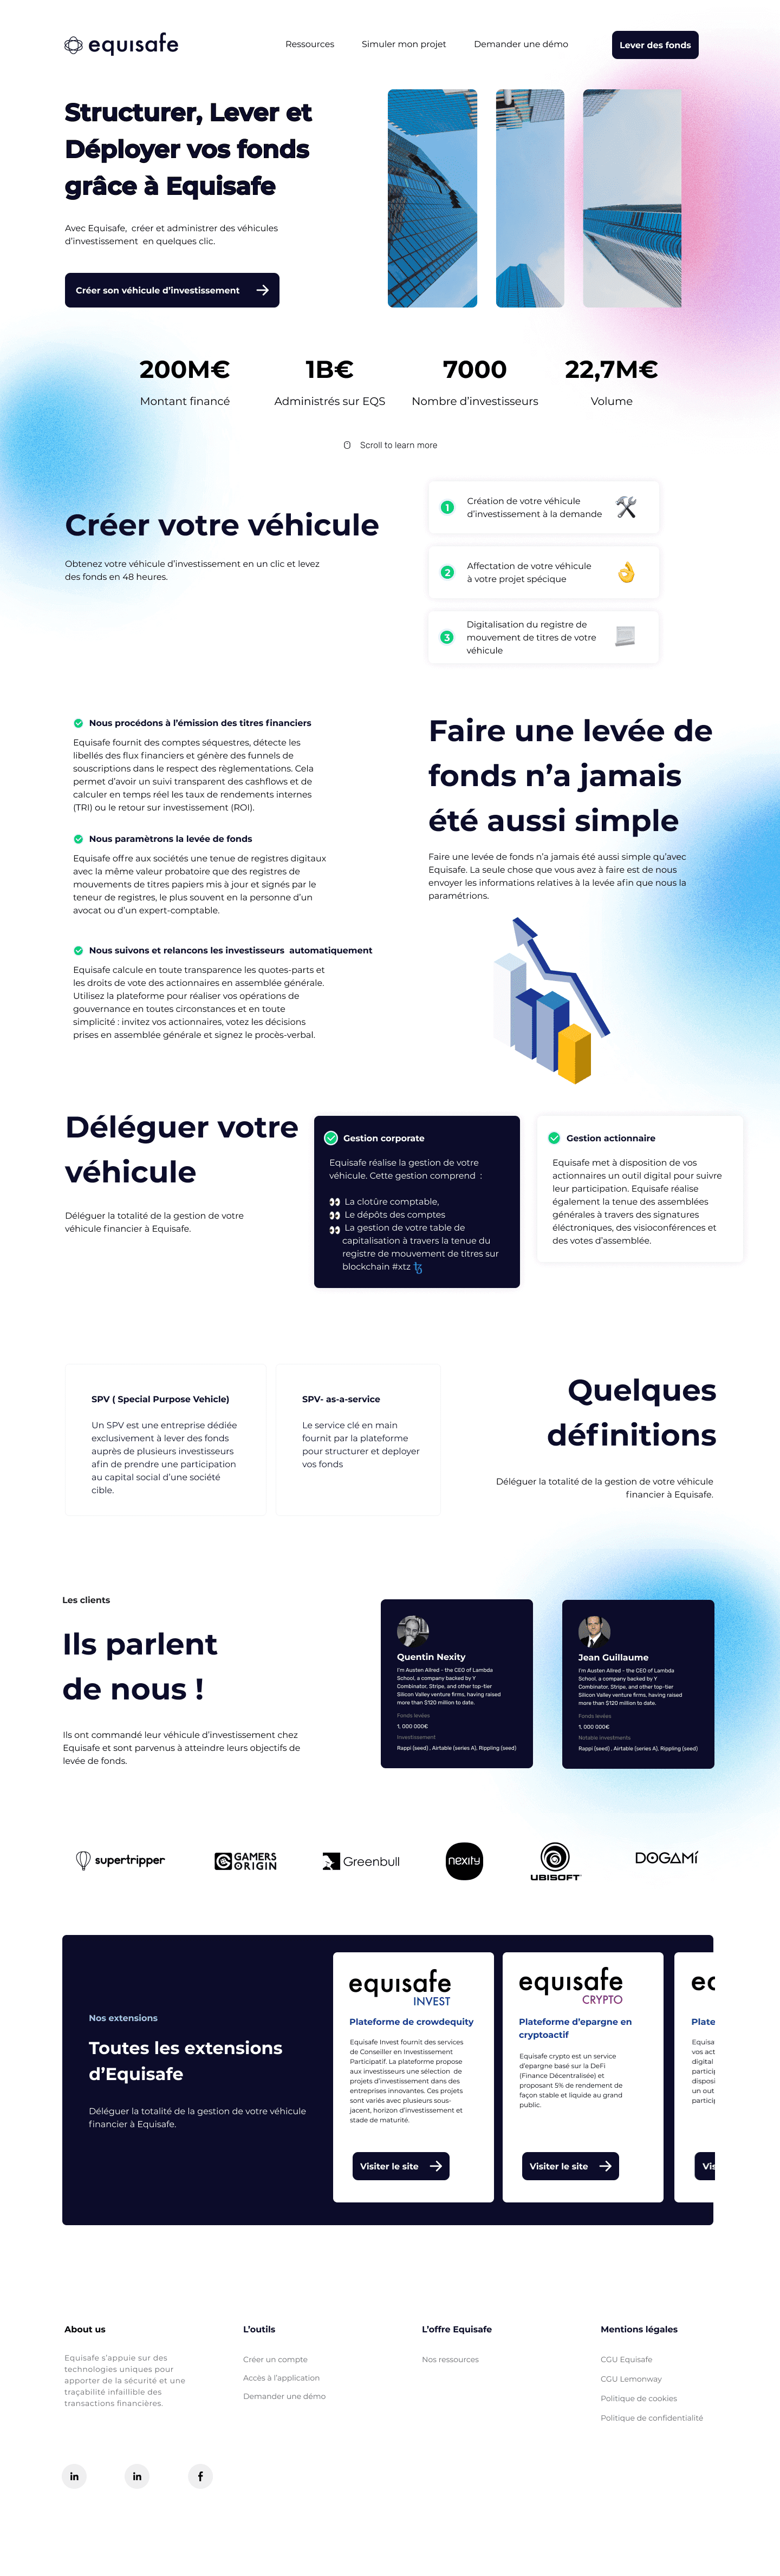 equisafe
Ressources
Simuler mon projet
Demander une démo
Lever des fonds
Structurer, Lever et
Déployer vos fonds
grâce à Equisafe
Avec Equisafe, créer et administrer des véhicules
d'investissement en quelques clic.
Créer son véhicule d'investissement
200M€
Montant financé
1B€
Administrés sur EQS
7000
Nombre d'investisseurs
22,7M€
Volume
Scroll to learn more
Créer votre véhicule
Obtenez votre véhicule d'investissement en un clic et levez
des fonds en 48 heures.
1
Création de votre véhicule
d'investissement à la demande
2
Affectation de votre véhicule
à votre projet spécique
3
Digitalisation du registre de
mouvement de titres de votre
véhicule
Nous procédons à l'émission des titres financiers
Equisafe fournit des comptes séquestres, détecte les
libellés des flux financiers et génère des funnels de
souscriptions dans le respect des règlementations. Cela
permet d'avoir un suivi transparent des cashflows et de
calculer en temps réel les taux de rendements internes
(TRI) ou le retour sur investissement (ROI).
Nous paramètrons la levée de fonds
Equisafe offre aux sociétés une tenue de registres digitaux
avec la même valeur probatoire que des registres de
mouvements de titres papiers mis à jour et signés par le
teneur de registres, le plus souvent en la personne d'un
avocat ou d'un expert-comptable.
Nous suivons et relancons les investisseurs automatiquement
Equisafe calcule en toute transparence les quotes-parts et
les droits de vote des actionnaires en assemblée générale.
Utilisez la plateforme pour réaliser vos opérations de
gouvernance en toutes circonstances et en toute
simplicité : invitez vos actionnaires, votez les décisions
prises en assemblée générale et signez le procès-verbal.
Faire une levée de
fonds n'a jamais
été aussi simple
Faire une levée de fonds n'a jamais été aussi simple qu'avec
Equisafe. La seule chose que vous avez à faire est de nous
envoyer les informations relatives à la levée afin que nous la
paramétrions.
Déléguer votre
véhicule
Déléguer la totalité de la gestion de votre
véhicule financier à Equisafe.
Gestion corporate
Equisafe réalise la gestion de votre
véhicule. Cette gestion comprend :
La clotûre comptable,
Le dépôts des comptes
La gestion de votre table de
capitalisation à travers la tenue du
registre de mouvement de titres sur
blockchain #xtz
Gestion actionnaire
Equisafe met à disposition de vos
actionnaires un outil digital pour suivre
leur participation. Equisafe réalise
également la tenue des assemblées
générales à travers des signatures
éléctroniques, des visioconférences et
des votes d'assemblée.
SPV ( Special Purpose Vehicle)
Un SPV est une entreprise dédiée
exclusivement à lever des fonds
auprès de plusieurs investisseurs
afin de prendre une participation
au capital social d'une société
cible.
SPV- as-a-service
Le service clé en main
fournit par la plateforme
pour structurer et deployer
vos fonds
Quelques
définitions
Déléguer la totalité de la gestion de votre véhicule
financier à Equisafe.
Les clients
Ils parlent
de nous !
Ils ont commandé leur véhicule d'investissement chez
Equisafe et sont parvenus à atteindre leurs objectifs de
levée de fonds.
Quentin Nexity
I'm Austen Allred - the CEO of Lambda
School, a company backed by Y
Combinator, Stripe, and other top-tier
Silicon Valley venture firms, having raised
more than $120 million to date.
Fonds levées
1, 000 000€
Investissement
Rappi (seed) , Airtable (series A), Rippling (seed)
Jean Guillaume
I'm Austen Allred - the CEO of Lambda
School, a company backed by Y
Combinator, Stripe, and other top-tier
Silicon Valley venture firms, having raised
more than $120 million to date.
Fonds levées
1, 000 000€
Notable investments
Rappi (seed) , Airtable (series A), Rippling (seed)
supertripper
GAMERS
ORIGIN
Greenbull
nexity
UBISOFT
DOGAMÍ
Nos extensions
Toutes les extensions
d'Equisafe
Déléguer la totalité de la gestion de votre véhicule
financier à Equisafe.
equisafe
INVEST
Plateforme de crowdequity
Equisafe Invest fournit des services
de Conseiller en Investissement
Participatif. La plateforme propose
aux investisseurs une sélection de
projets d'investissement dans des
entreprises innovantes. Ces projets
sont variés avec plusieurs sous-
jacent, horizon d'investissement et
stade de maturité.
Visiter le site
equisafe
CRYPTO
Plateforme d'epargne en
cryptoactif
Equisafe crypto est un service
d'épargne basé sur la DeFi
(Finance Décentralisée) et
proposant 5% de rendement de
façon stable et liquide au grand
public.
Visiter le site
Plate
Equisa
vos act
digital
particip
disposi
un out
particip
Vis
About us
Equisafe s'appuie sur des
technologies uniques pour
apporter de la sécurité et une
traçabilité infaillible des
transactions financières.
L'outils
Créer un compte
Accès à l'application
Demander une démo
L'offre Equisafe
Nos ressources
Mentions légales
CGU Equisafe
CGU Lemonway
Politique de cookies
Politique de confidentialité
in
in
f